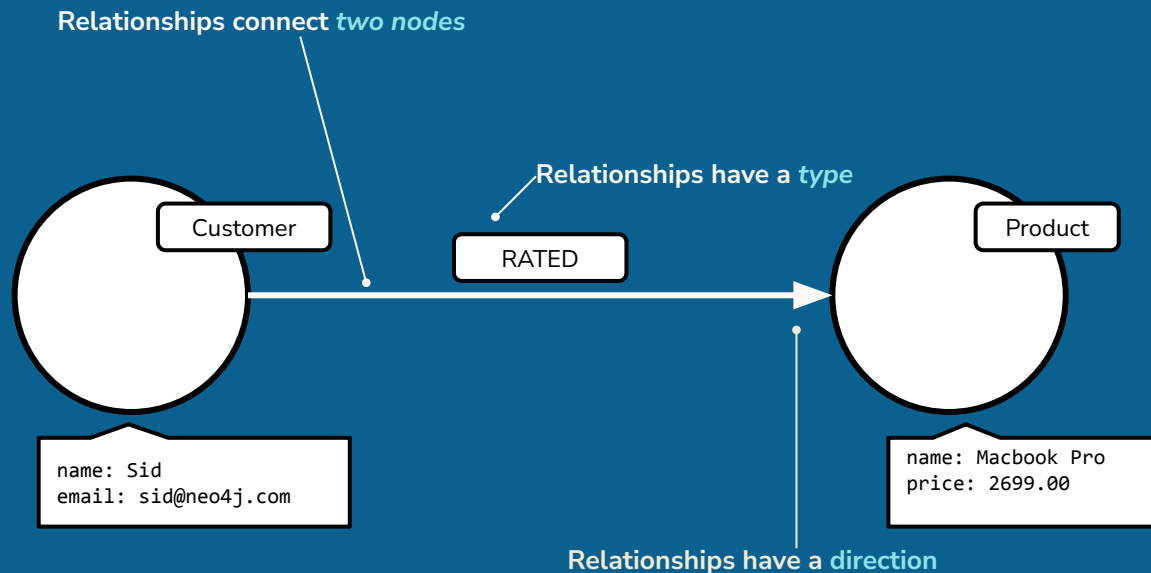 Relationships connect two nodes
Relationships have a type
Customer
RATED
Product
name: Sid
email: sid@neo4j.com
name: Macbook Pro
price: 2699.00
Relationships have a direction